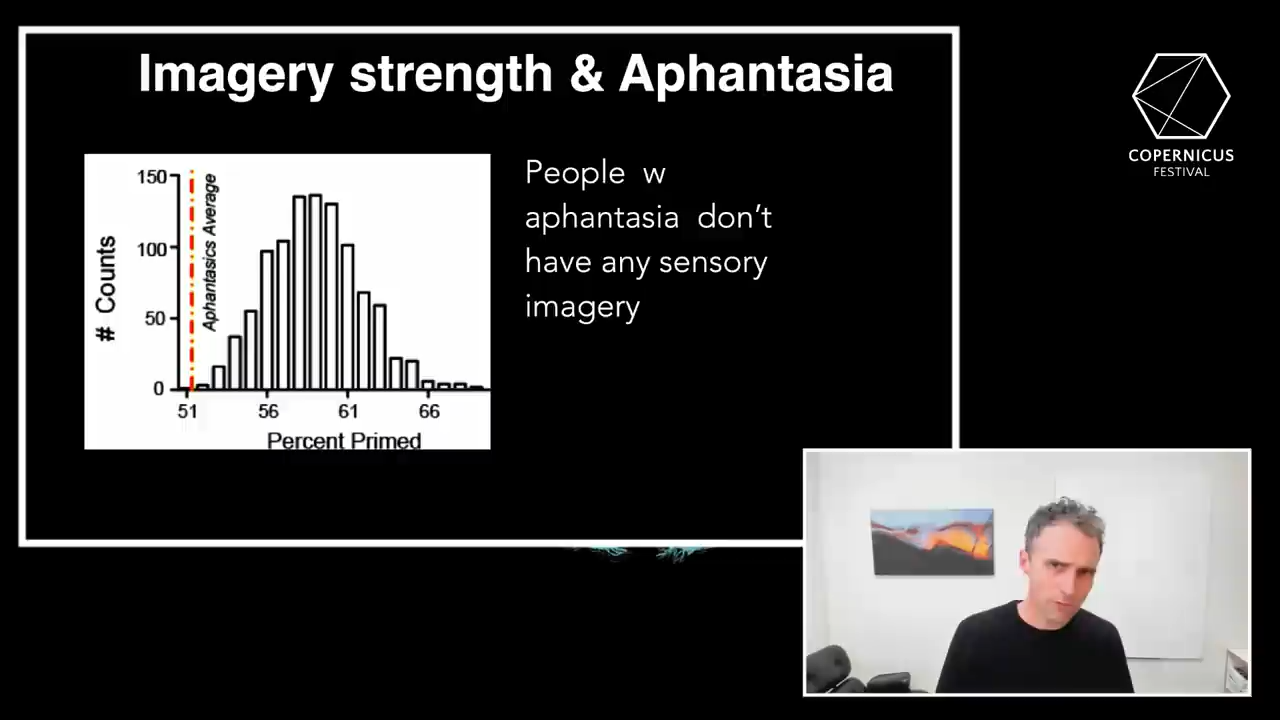 Imagery strength & Aphantasia
COPERNICUS
FESTIVAL
People w
aphantasia don't
have any sensory
imagery
# Counts
150
100
50
0
Aphantasics Average
51
56
61
66
Percent Primed